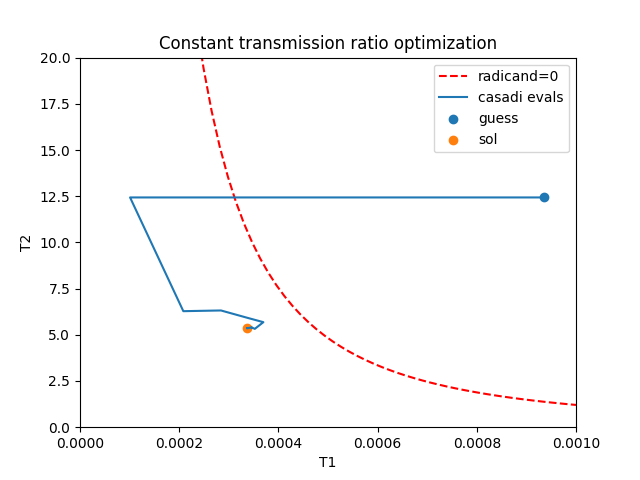 Constant transmission ratio optimization
20.0
17.5
15.0
12.5
10.0
7.5
5.0
2.5
0.0
T2
radicand=0
casadi evals
guess
sol
0.0000 0.0002 0.0004 0.0006 0.0008 0.0010
T1